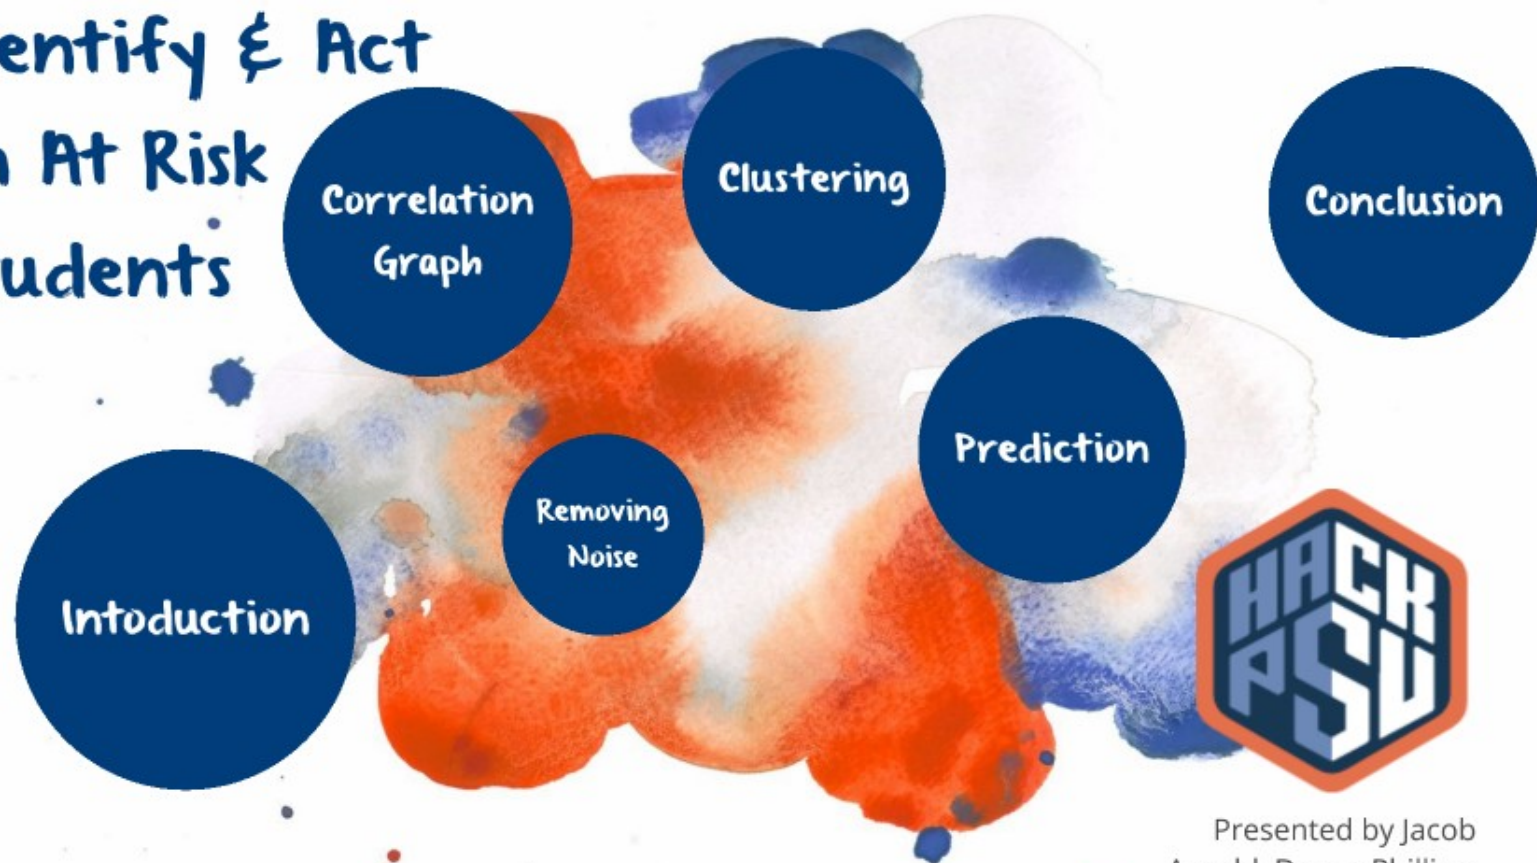 entify & Act
At Risk
udents
Correlation
Graph
Clustering
Conclusion
Prediction
Removing
Noise
Intoduction
HACK
PSU
Presented by Jacob